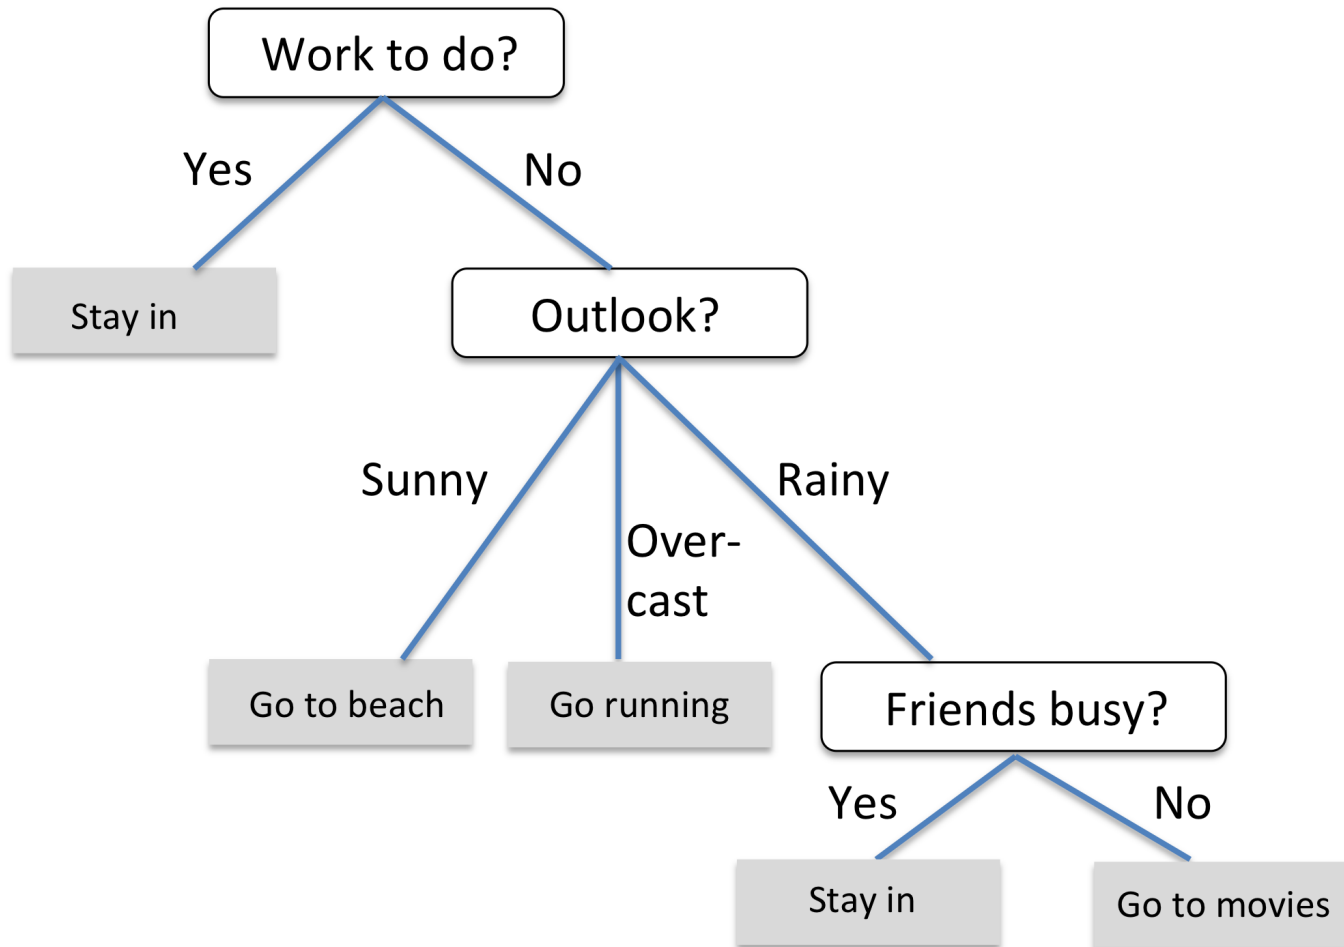 Work to do?
Yes
No
Stay in
Outlook?
Sunny
Rainy
Over-
cast
Go to beach
Go running
Friends busy?
Yes
No
Stay in
Go to movies